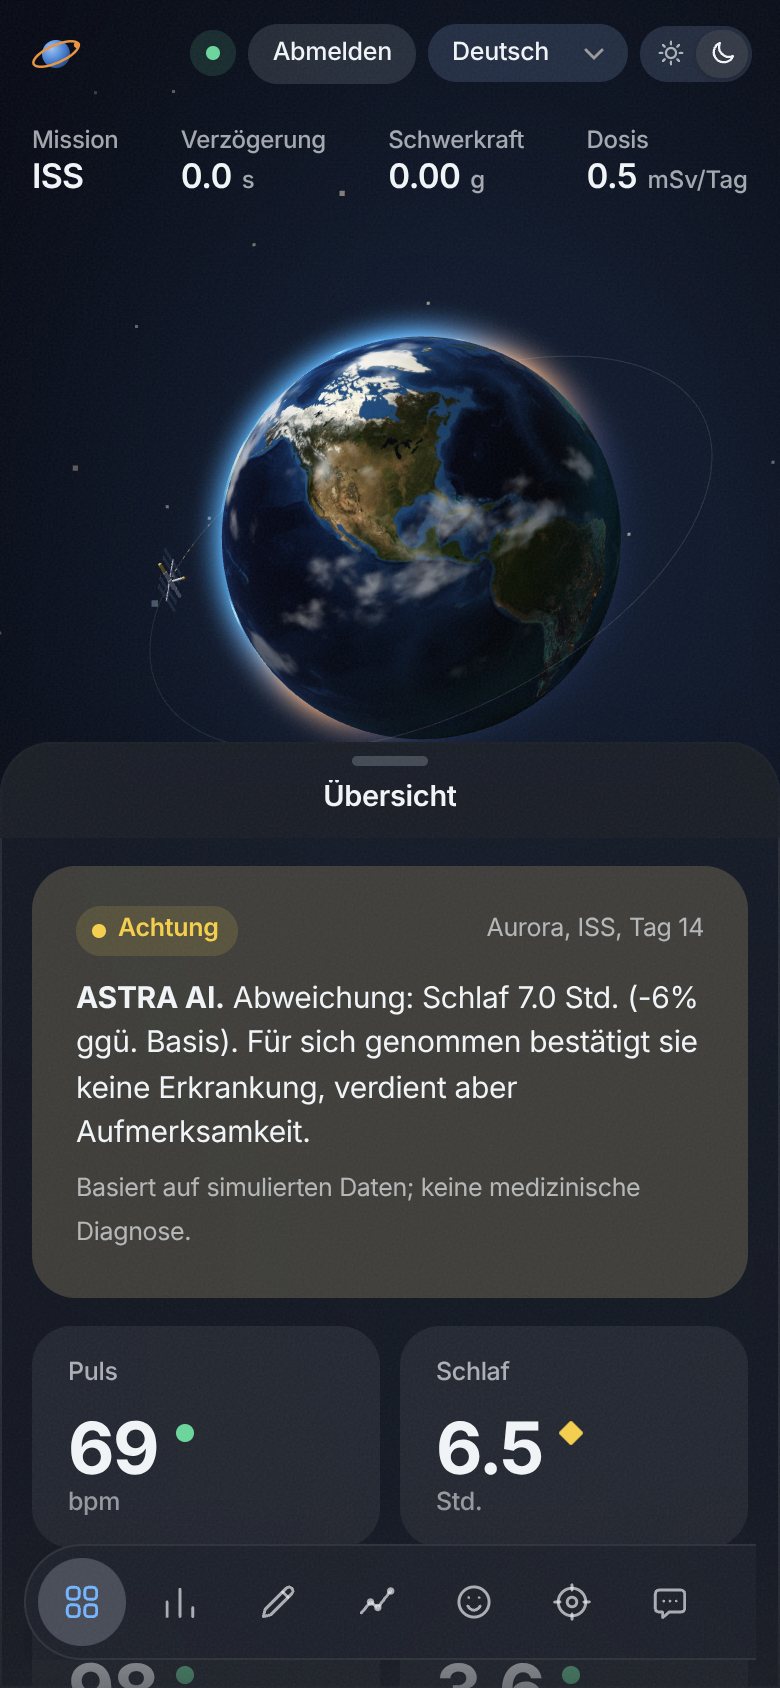 Abmelden
Deutsch
Mission
Verzögerung
Schwerkraft
Dosis
ISS
0.0 s
0.00 g
0.5 mSv/Tag
Übersicht
Achtung
Aurora, ISS, Tag 14
ASTRA AI. Abweichung: Schlaf 7.0 Std. (-6%
ggü. Basis). Für sich genommen bestätigt sie
keine Erkrankung, verdient aber
Aufmerksamkeit.
Basiert auf simulierten Daten; keine medizinische
Diagnose.
Puls
Schlaf
69
6.5
bpm
Std.